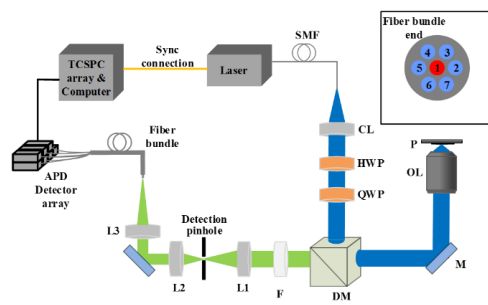 TCSPC
array &
Computer
Sync
connection
Laser
SMF
Fiber bundle
end
4
3
5
1
2
6
7
Fiber
bundle
APD
Detector
array
CL
HWP
QWP
P
OL
L3
Detection
pinhole
L2
L1
F
DM
M